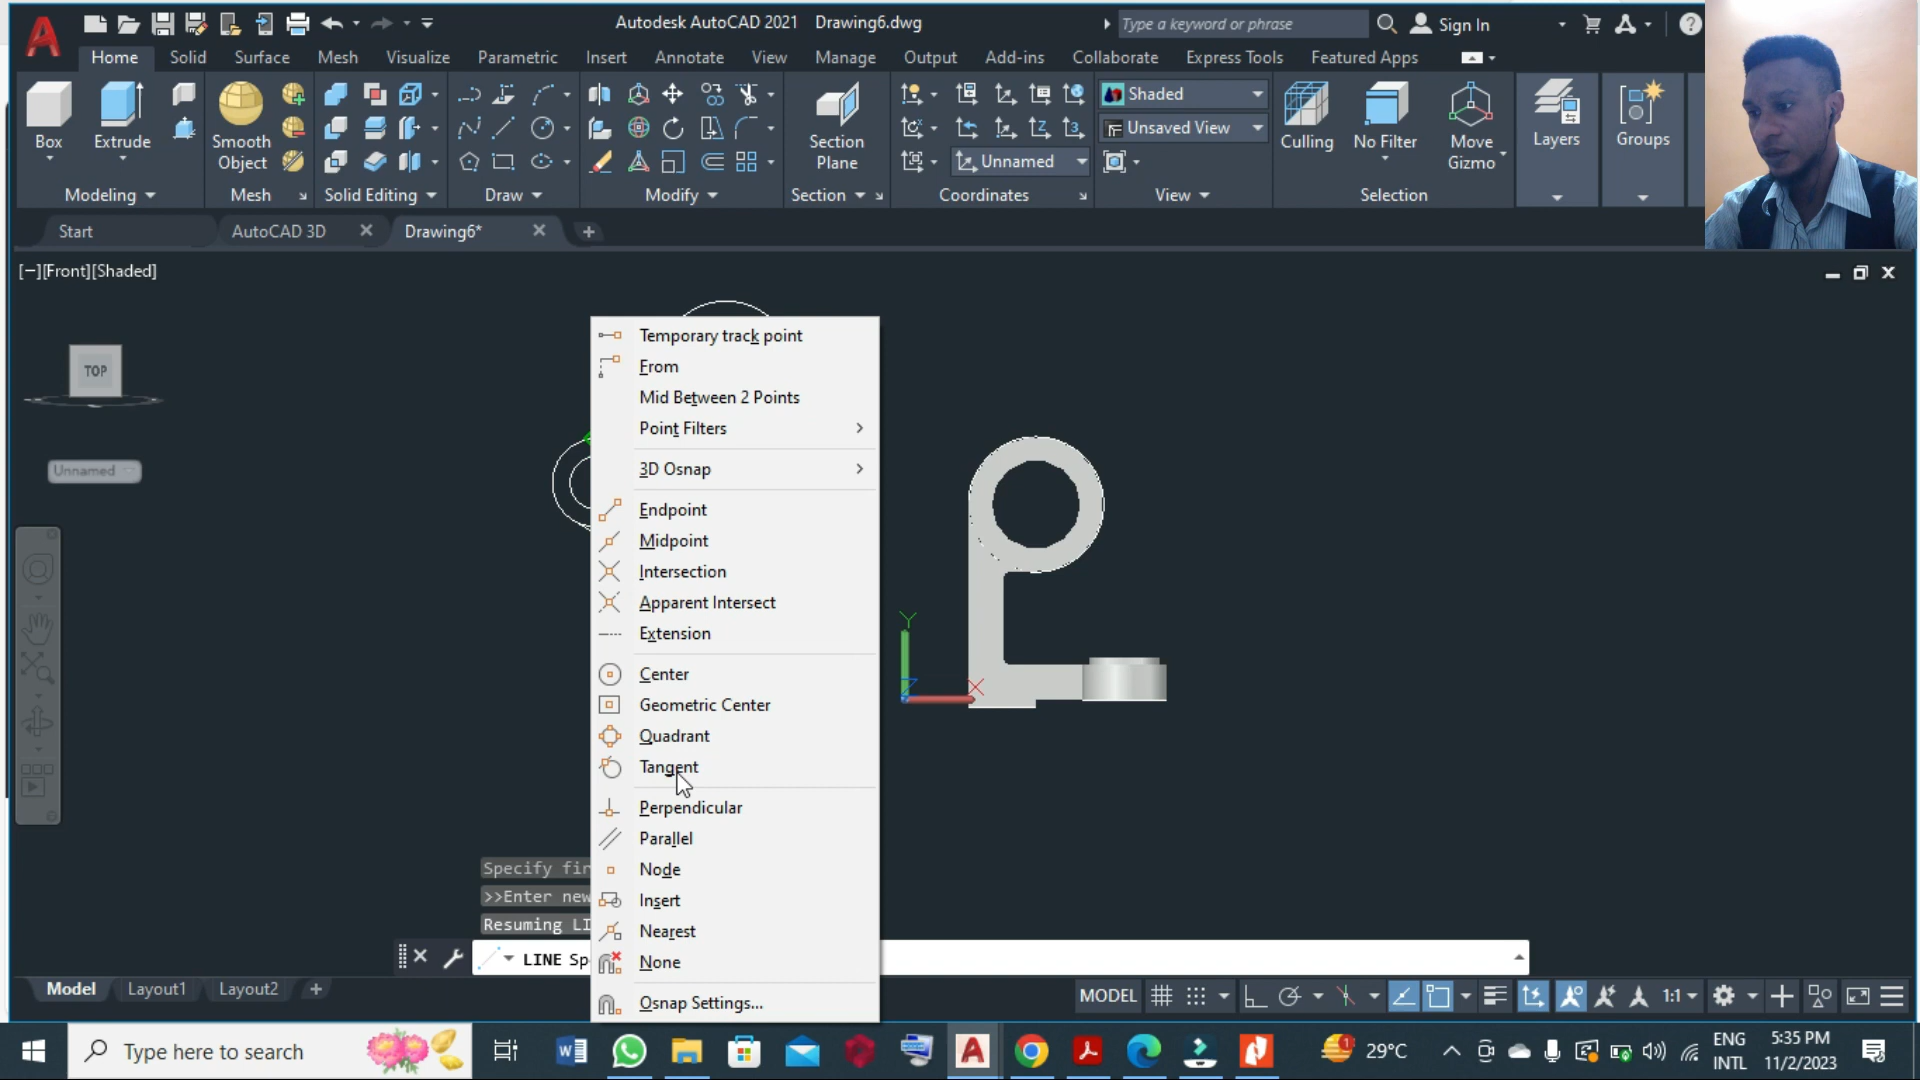 Autodesk AutoCAD 2021 Drawing6.dwg
Type a keyword or phrase
Sign In
Home Solid Surface Mesh Visualize Parametric Insert Annotate View Manage Output Add-ins Collaborate Express Tools Featured Apps
Box Extrude Smooth Object Section Plane
Shaded
Unsaved View
Unnamed
Culling No Filter Move Gizmo Layers Groups
Modeling Mesh Solid Editing Draw Modify Section Coordinates View Selection
Start AutoCAD 3D Drawing6*
[−][Front][Shaded]
TOP
Unnamed
Temporary track point
From
Mid Between 2 Points
Point Filters
3D Osnap
Endpoint
Midpoint
Intersection
Apparent Intersect
Extension
Center
Geometric Center
Quadrant
Tangent
Perpendicular
Parallel
Node
Insert
Nearest
None
Osnap Settings...
Y
X
Z
Specify fir
>>Enter new
Resuming LI
LINE Sp
Model Layout1 Layout2
MODEL 1:1
Type here to search
29°C
ENG
INTL
5:35 PM
11/2/2023